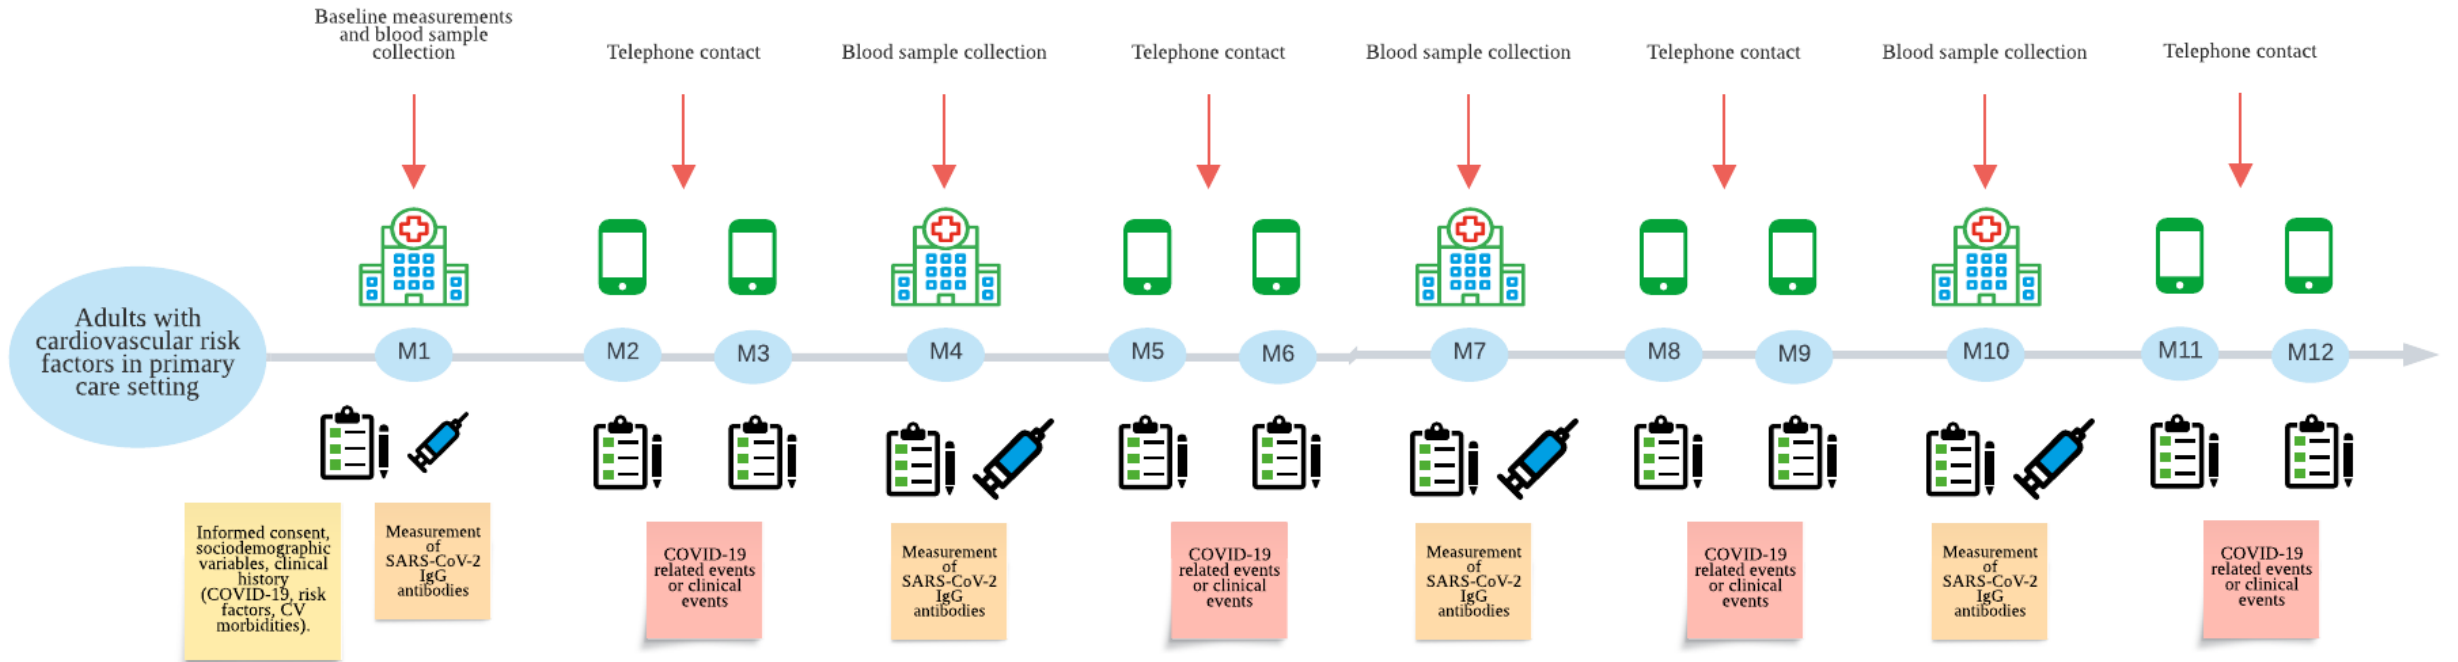 Baseline measurements
and blood sample
collection
Telephone contact
Blood sample collection
Telephone contact
Blood sample collection
Telephone contact
Blood sample collection
Telephone contact
Adults with
cardiovascular risk
factors in primary
care setting
M1
M2
M3
M4
M5
M6
M7
M8
M9
M10
M11
M12
Informed consent,
sociodemographic
variables, clinical
history
(COVID-19, risk
factors, CV
morbidities).
Measurement
of
SARS-CoV-2
IgG
antibodies
COVID-19
related events
or clinical
events
Measurement
of
SARS-CoV-2
IgG
antibodies
COVID-19
related events
or clinical
events
Measurement
of
SARS-CoV-2
IgG
antibodies
COVID-19
related events
or clinical
events
Measurement
of
SARS-CoV-2
IgG
antibodies
COVID-19
related events
or clinical
events